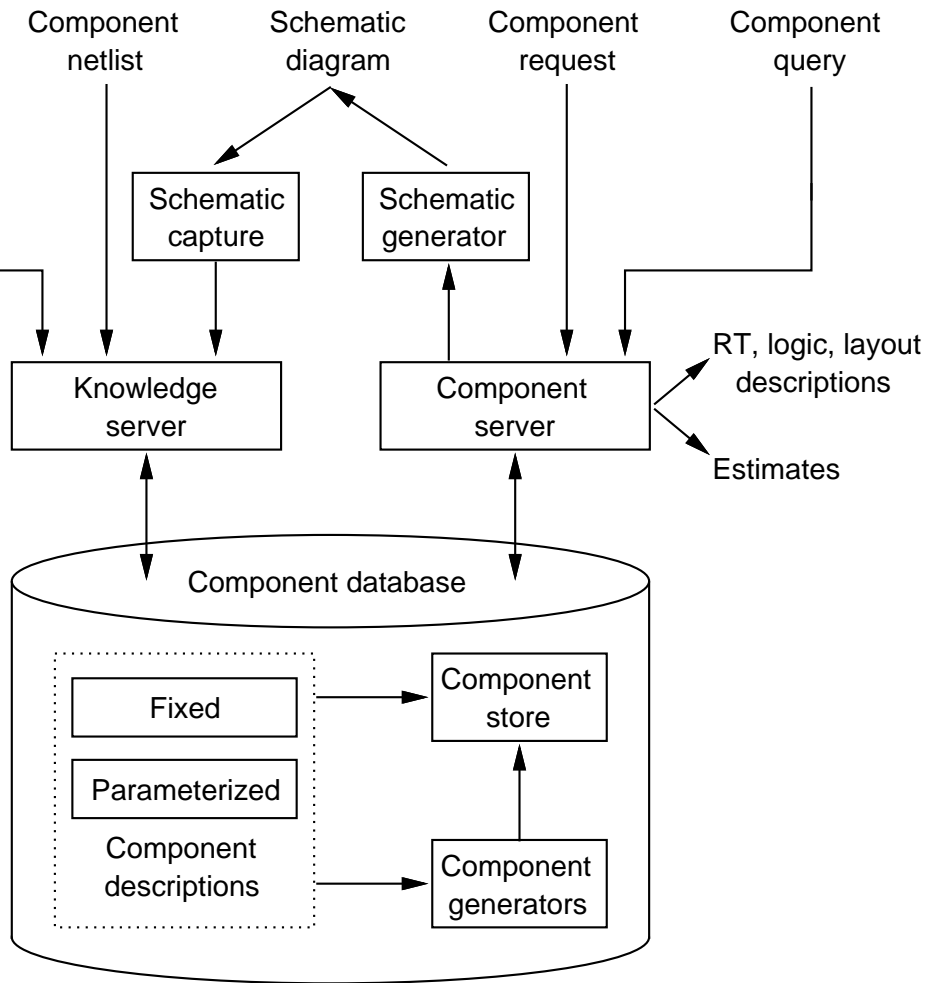 Component
netlist
Schematic
diagram
Component
request
Component
query
Schematic
capture
Schematic
generator
Knowledge
server
Component
server
RT, logic, layout
descriptions
Estimates
Component database
Fixed
Parameterized
Component
descriptions
Component
store
Component
generators